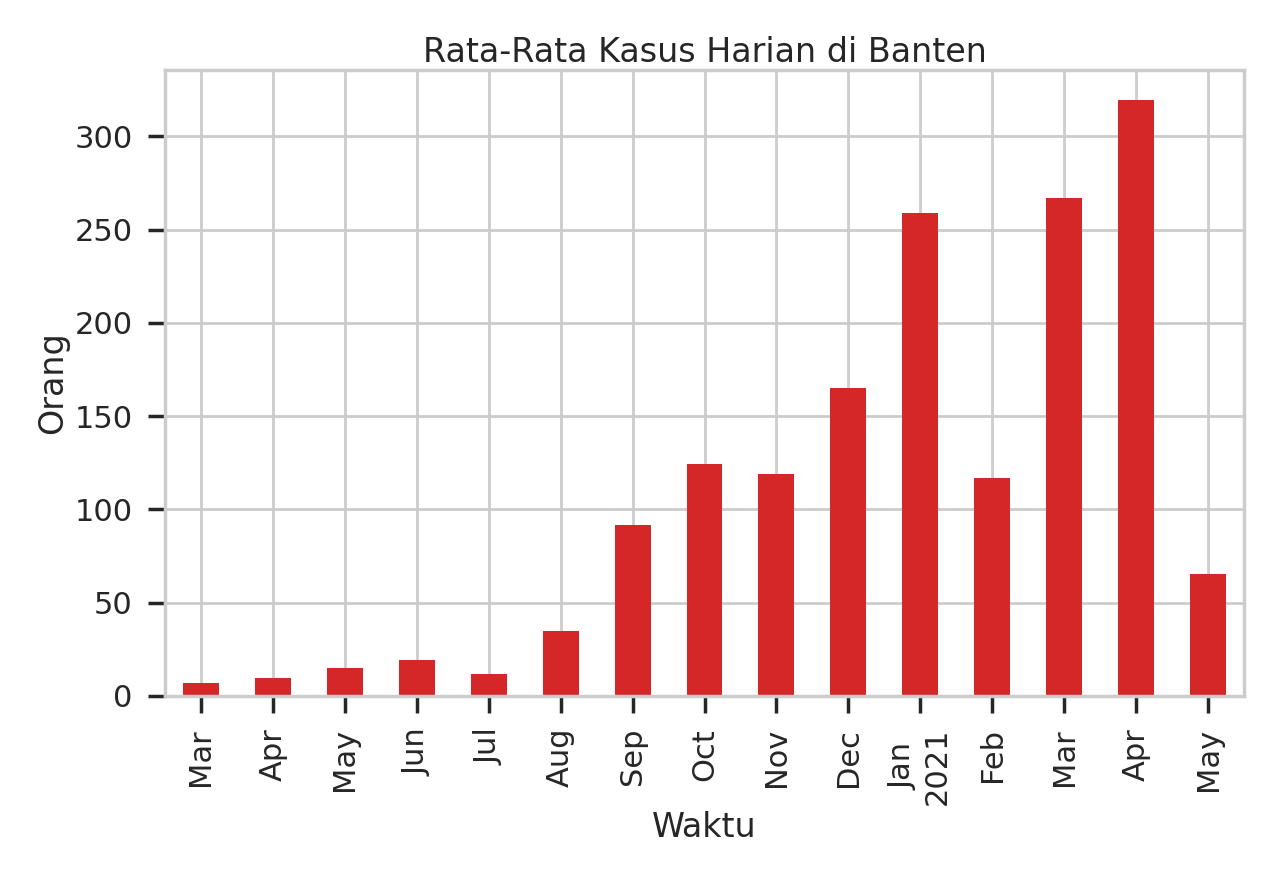 Rata-Rata Kasus Harian di Banten
300
250
200
150
100
50
0
Orang
Mar
Apr
May
Jun
Jul
Aug
Sep
Oct
Nov
Dec
Jan
2021
Feb
Mar
Apr
May
Waktu